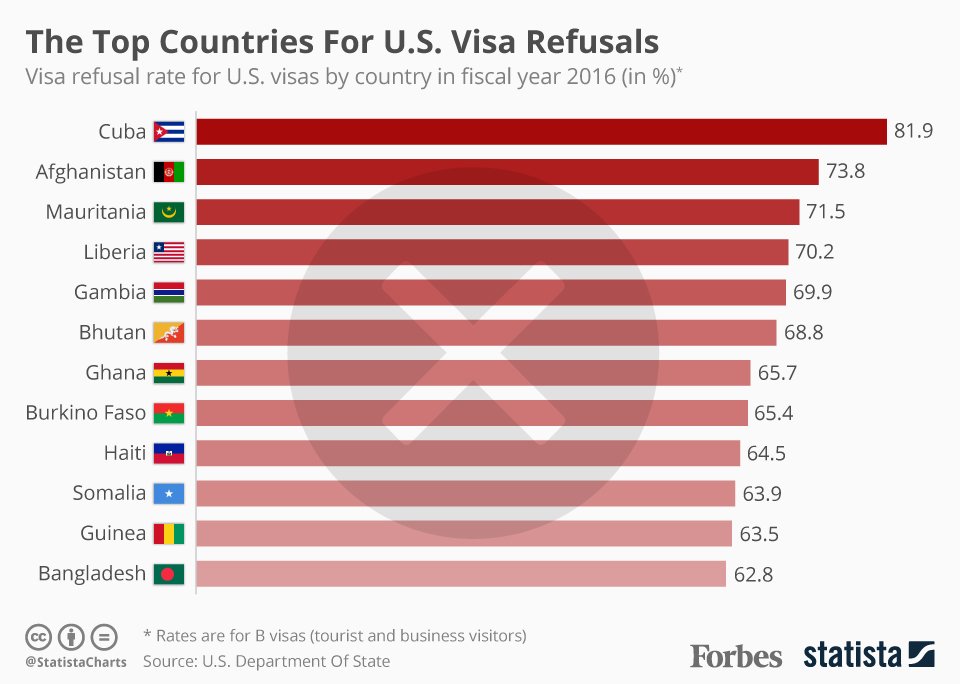 The Top Countries For U.S. Visa Refusals
Visa refusal rate for U.S. visas by country in fiscal year 2016 (in %)*
Cuba 81.9
Afghanistan 73.8
Mauritania 71.5
Liberia 70.2
Gambia 69.9
Bhutan 68.8
Ghana 65.7
Burkino Faso 65.4
Haiti 64.5
Somalia 63.9
Guinea 63.5
Bangladesh 62.8
cc
@StatistaCharts
* Rates are for B visas (tourist and business visitors)
Source: U.S. Department Of State
Forbes statista